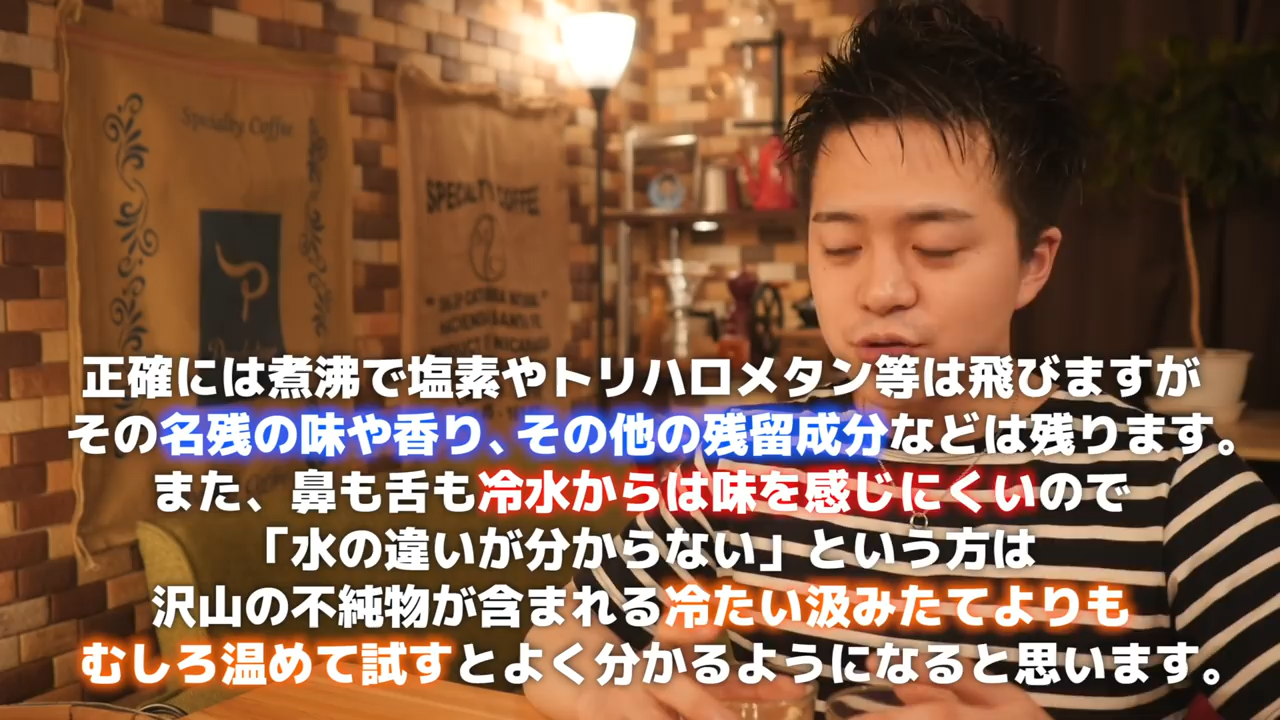 Specialty Coffee
SPECIALTY COFFEE
正確には煮沸で塩素やトリハロメタン等は飛びますが
その名残の味や香り、その他の残留成分などは残ります。
また、鼻も舌も冷水からは味を感じにくいので
「水の違いが分からない」という方は
沢山の不純物が含まれる冷たい汲みたてよりも
むしろ温めて試すとよく分かるようになると思います。